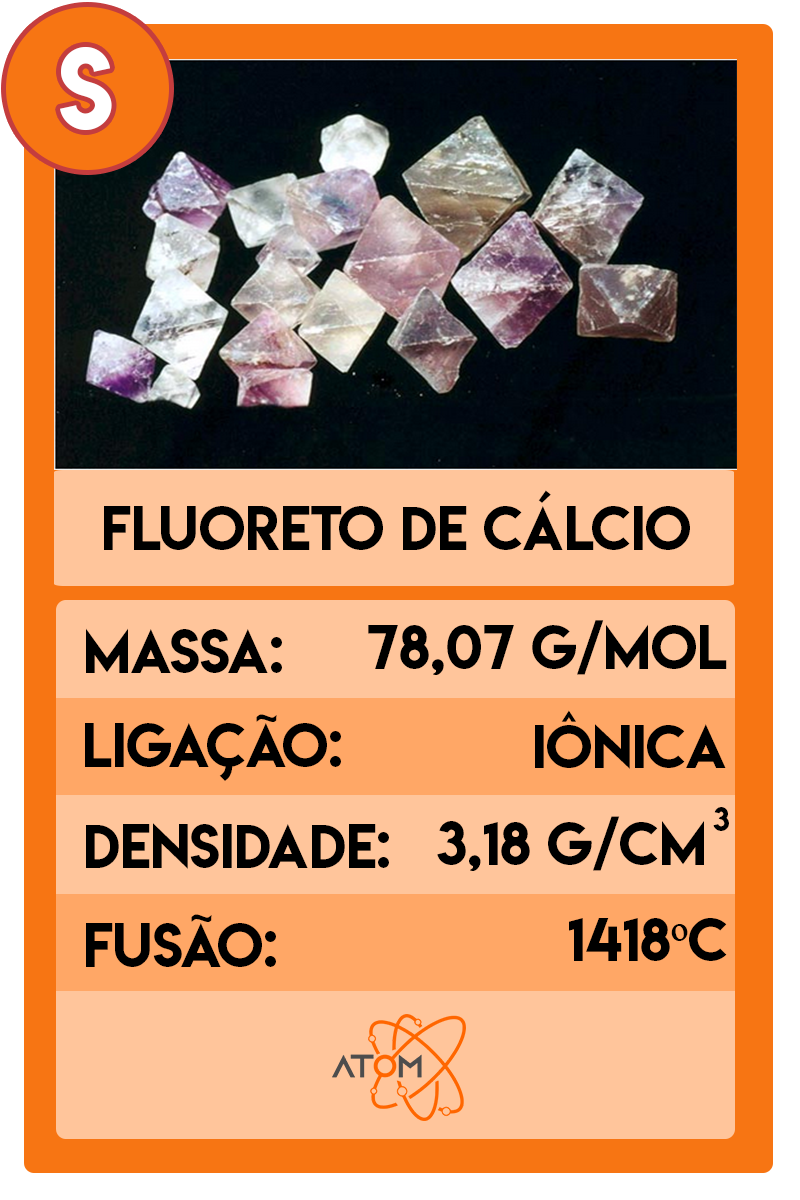 S
FLUORETO DE CÁLCIO
MASSA: 78,07 G/MOL
LIGAÇÃO: IÔNICA
DENSIDADE: 3,18 G/CM³
FUSÃO: 1418ºC
ATOM